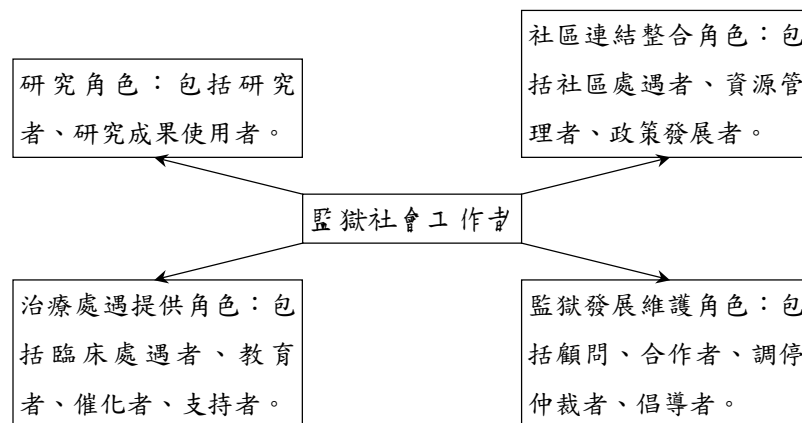 研究角色：包括研究
者、研究成果使用者。
社區連結整合角色：包
括社區處遇者、資源管
理者、政策發展者。
監獄社會工作者
治療處遇提供角色：包
括臨床處遇者、教育
者、催化者、支持者。
監獄發展維護角色：包
括顧問、合作者、調停
仲裁者、倡導者。